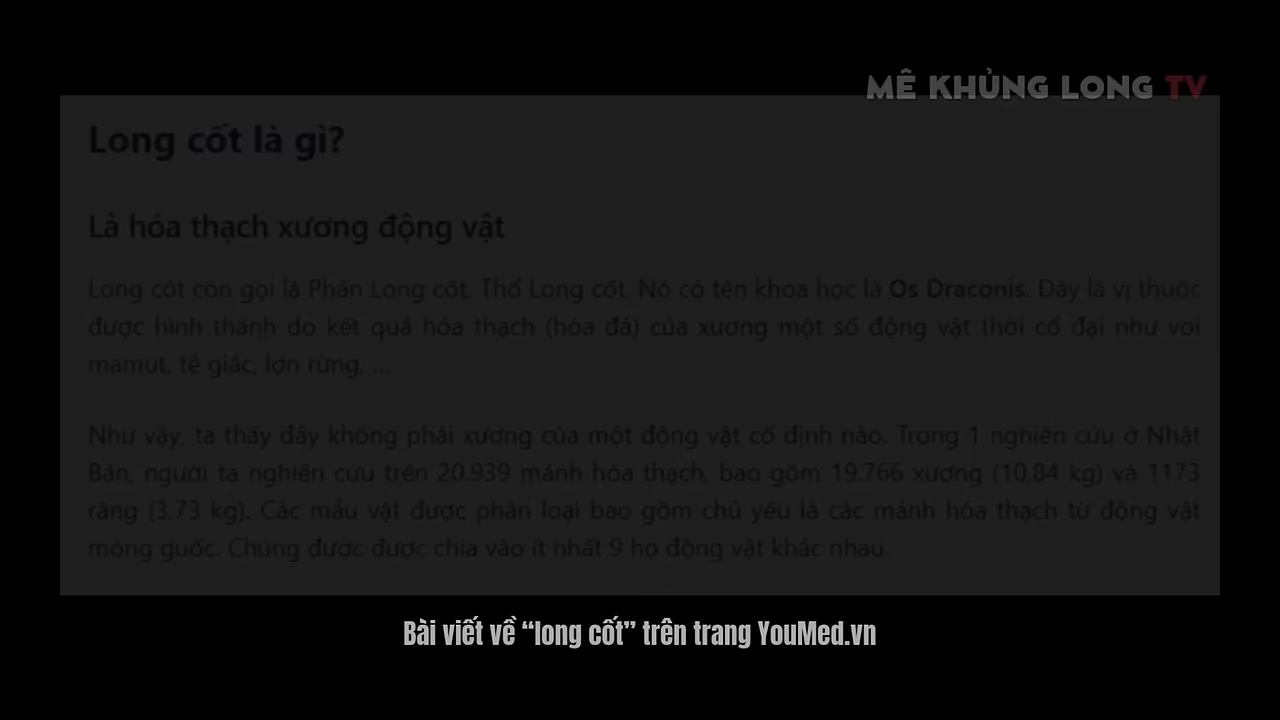 MÊ KHỦNG LONG TV
Long cốt là gì?
Là hóa thạch xương động vật
Long cốt còn gọi là Phấn Long cốt, Thổ Long cốt. Nó có tên khoa học là Os Draconis. Đây là vị thuốc
được hình thành do kết quả hóa thạch (hóa đá) của xương một số động vật thời cổ đại như voi
mamut, tê giác, lợn rừng, ...
Như vậy, ta thấy đây không phải xương của một động vật cố định nào. Trong 1 nghiên cứu ở Nhật
Bản, người ta nghiên cứu trên 20.939 mảnh hóa thạch, bao gồm 19.766 xương (10,84 kg) và 1173
răng (3,73 kg). Các mẫu vật được phân loại bao gồm chủ yếu là các mảnh hóa thạch từ động vật
móng guốc. Chúng được được chia vào ít nhất 9 họ động vật khác nhau.
Bài viết về “long cốt” trên trang YouMed.vn